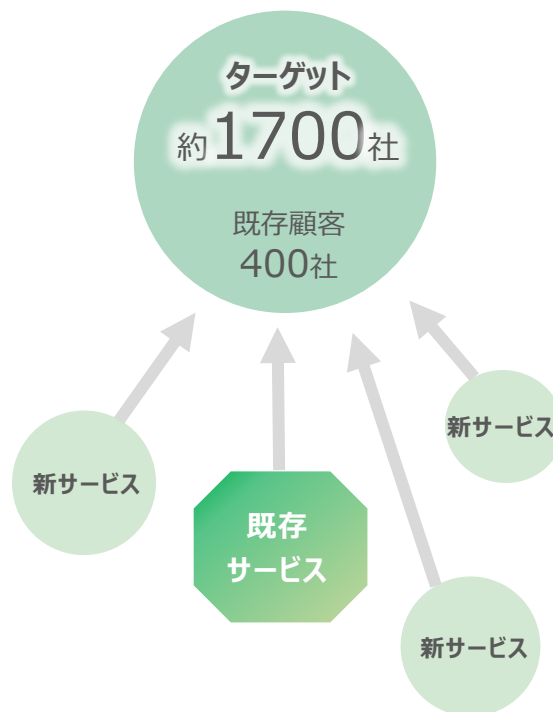 ターゲット
約1700社
既存顧客
400社
新サービス
新サービス
既存
サービス
新サービス